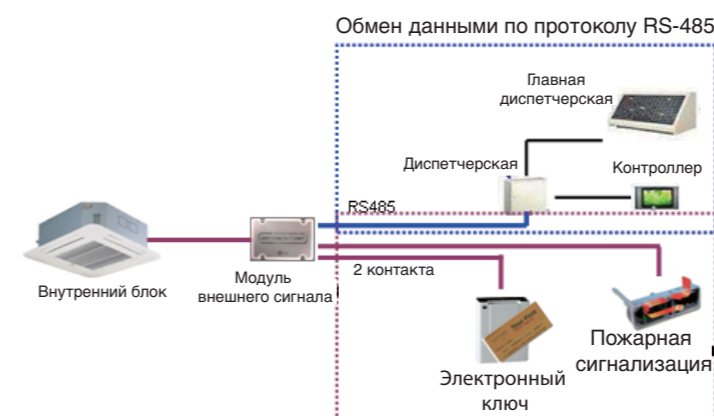 Обмен данными по протоколу RS-485
Главная
диспетчерская
Диспетчерская
Контроллер
RS485
2 контакта
Внутренний блок
Модуль
внешнего сигнала
Пожарная
сигнализация
Электронный
ключ